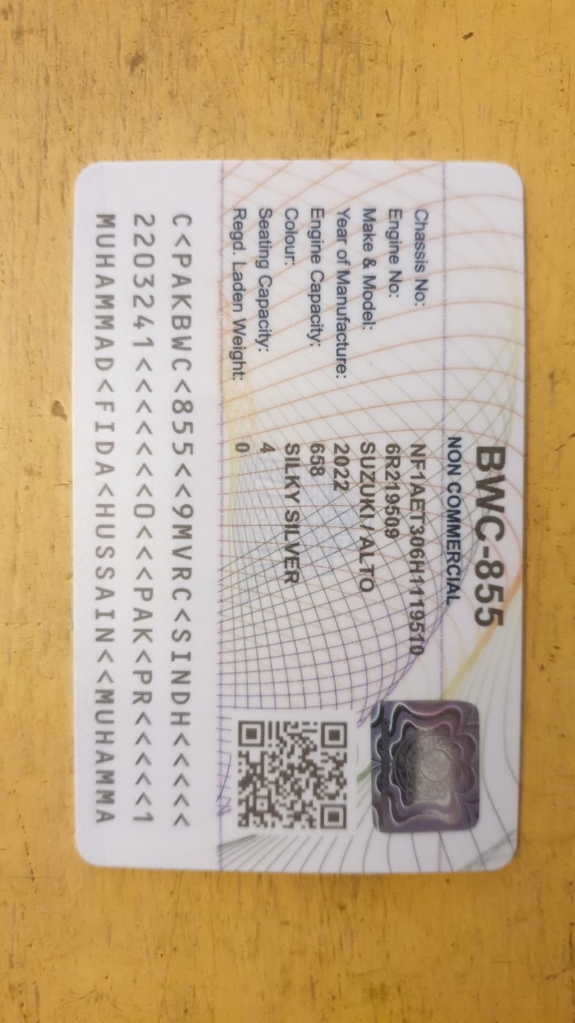 BWC-855
NON COMMERCIAL
Chassis No: NF1AET306H1119510
Engine No: 6R219509
Make & Model: SUZUKI / ALTO
Year of Manufacture: 2022
Engine Capacity: 658
Colour: SILKY SILVER
Seating Capacity: 4
Regd. Laden Weight: 0
C<PAKBWC<855<<9MVRC<SINDH<<<<<
2203241<<<<<<<<0<<<PAK<PR<<<<<1
MUHAMMAD<FIDA<HUSSAIN<<MUHAMMA